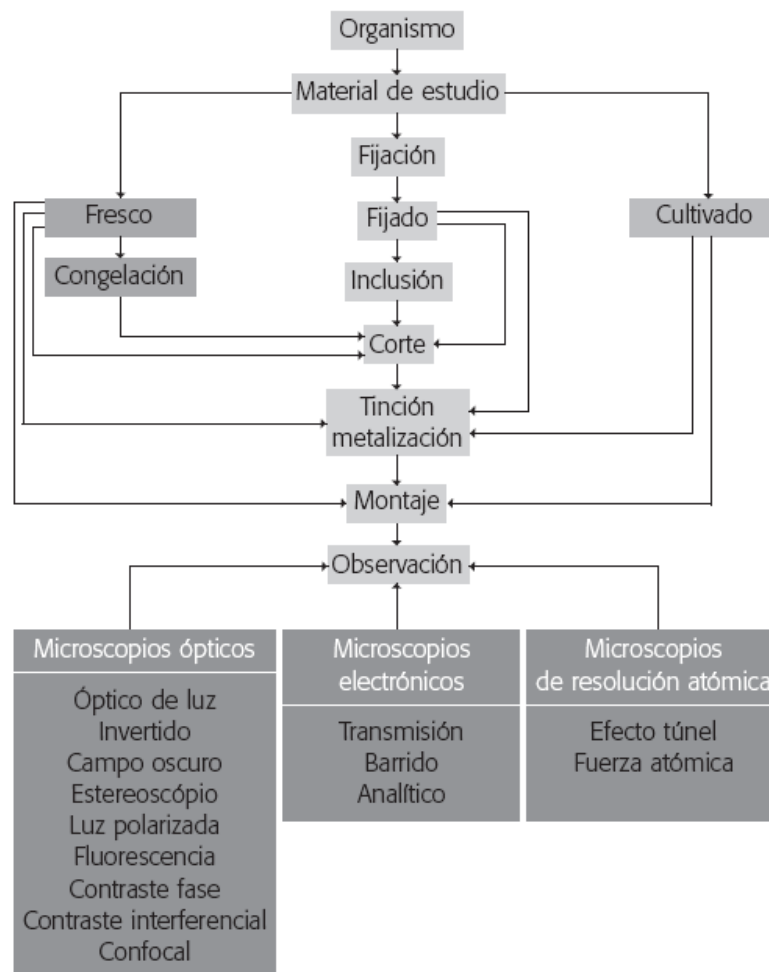 Organismo
Material de estudio
Fijación
Fresco
Fijado
Cultivado
Congelación
Inclusión
Corte
Tinción
metalización
Montaje
Observación
Microscopios ópticos
Óptico de luz
Invertido
Campo oscuro
Estereoscópio
Luz polarizada
Fluorescencia
Contraste fase
Contraste interferencial
Confocal
Microscopios
electrónicos
Transmisión
Barrido
Analítico
Microscopios
de resolución atómica
Efecto túnel
Fuerza atómica